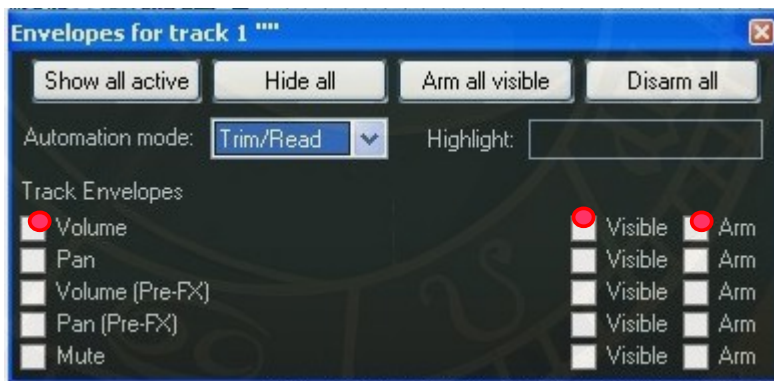 Envelopes for track 1 ""
Show all active Hide all Arm all visible Disarm all
Automation mode: Trim/Read Highlight:
Track Envelopes
Volume Visible Arm
Pan Visible Arm
Volume (Pre-FX) Visible Arm
Pan (Pre-FX) Visible Arm
Mute Visible Arm